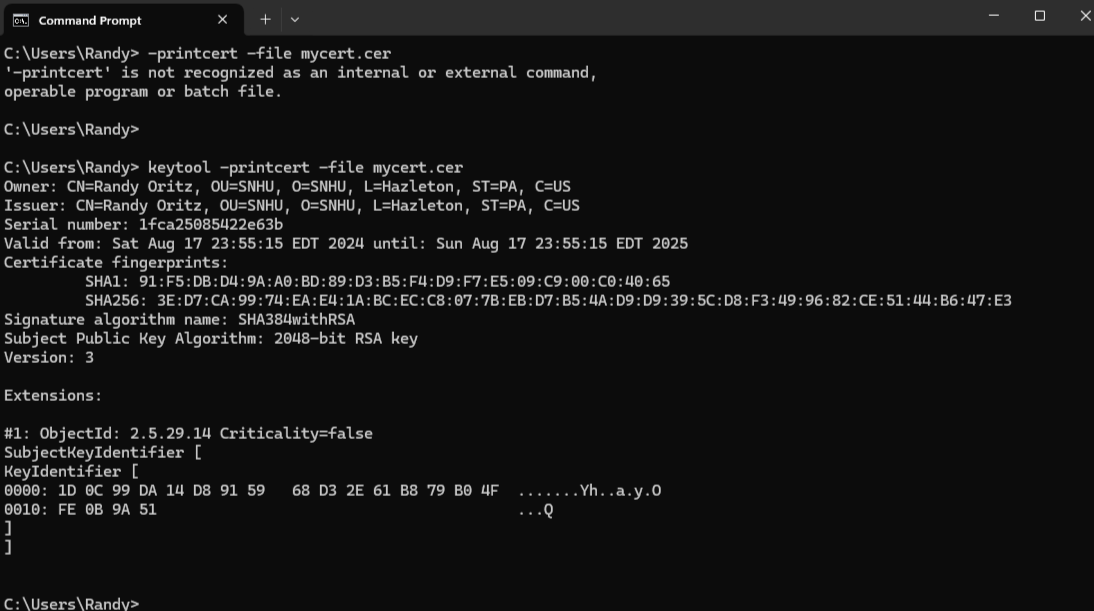 Command Prompt
C:\Users\Randy> -printcert -file mycert.cer
'-printcert' is not recognized as an internal or external command,
operable program or batch file.
C:\Users\Randy>
C:\Users\Randy> keytool -printcert -file mycert.cer
Owner: CN=Randy Oritz, OU=SNHU, O=SNHU, L=Hazleton, ST=PA, C=US
Issuer: CN=Randy Oritz, OU=SNHU, O=SNHU, L=Hazleton, ST=PA, C=US
Serial number: 1fca25085422e63b
Valid from: Sat Aug 17 23:55:15 EDT 2024 until: Sun Aug 17 23:55:15 EDT 2025
Certificate fingerprints:
SHA1: 91:F5:DB:D4:9A:A0:BD:89:D3:B5:F4:D9:F7:E5:09:C9:00:C0:40:65
SHA256: 3E:D7:CA:99:74:EA:E4:1A:BC:EC:C8:07:7B:EB:D7:B5:4A:D9:D9:39:5C:D8:F3:49:96:82:CE:51:44:B6:47:E3
Signature algorithm name: SHA384withRSA
Subject Public Key Algorithm: 2048-bit RSA key
Version: 3
Extensions:
#1: ObjectId: 2.5.29.14 Criticality=false
SubjectKeyIdentifier [
KeyIdentifier [
0000: 1D 0C 99 DA 14 D8 91 59   68 D3 2E 61 B8 79 B0 4F  .......Yh..a.y.O
0010: FE 0B 9A 51                                        ...Q
]
]
C:\Users\Randy>